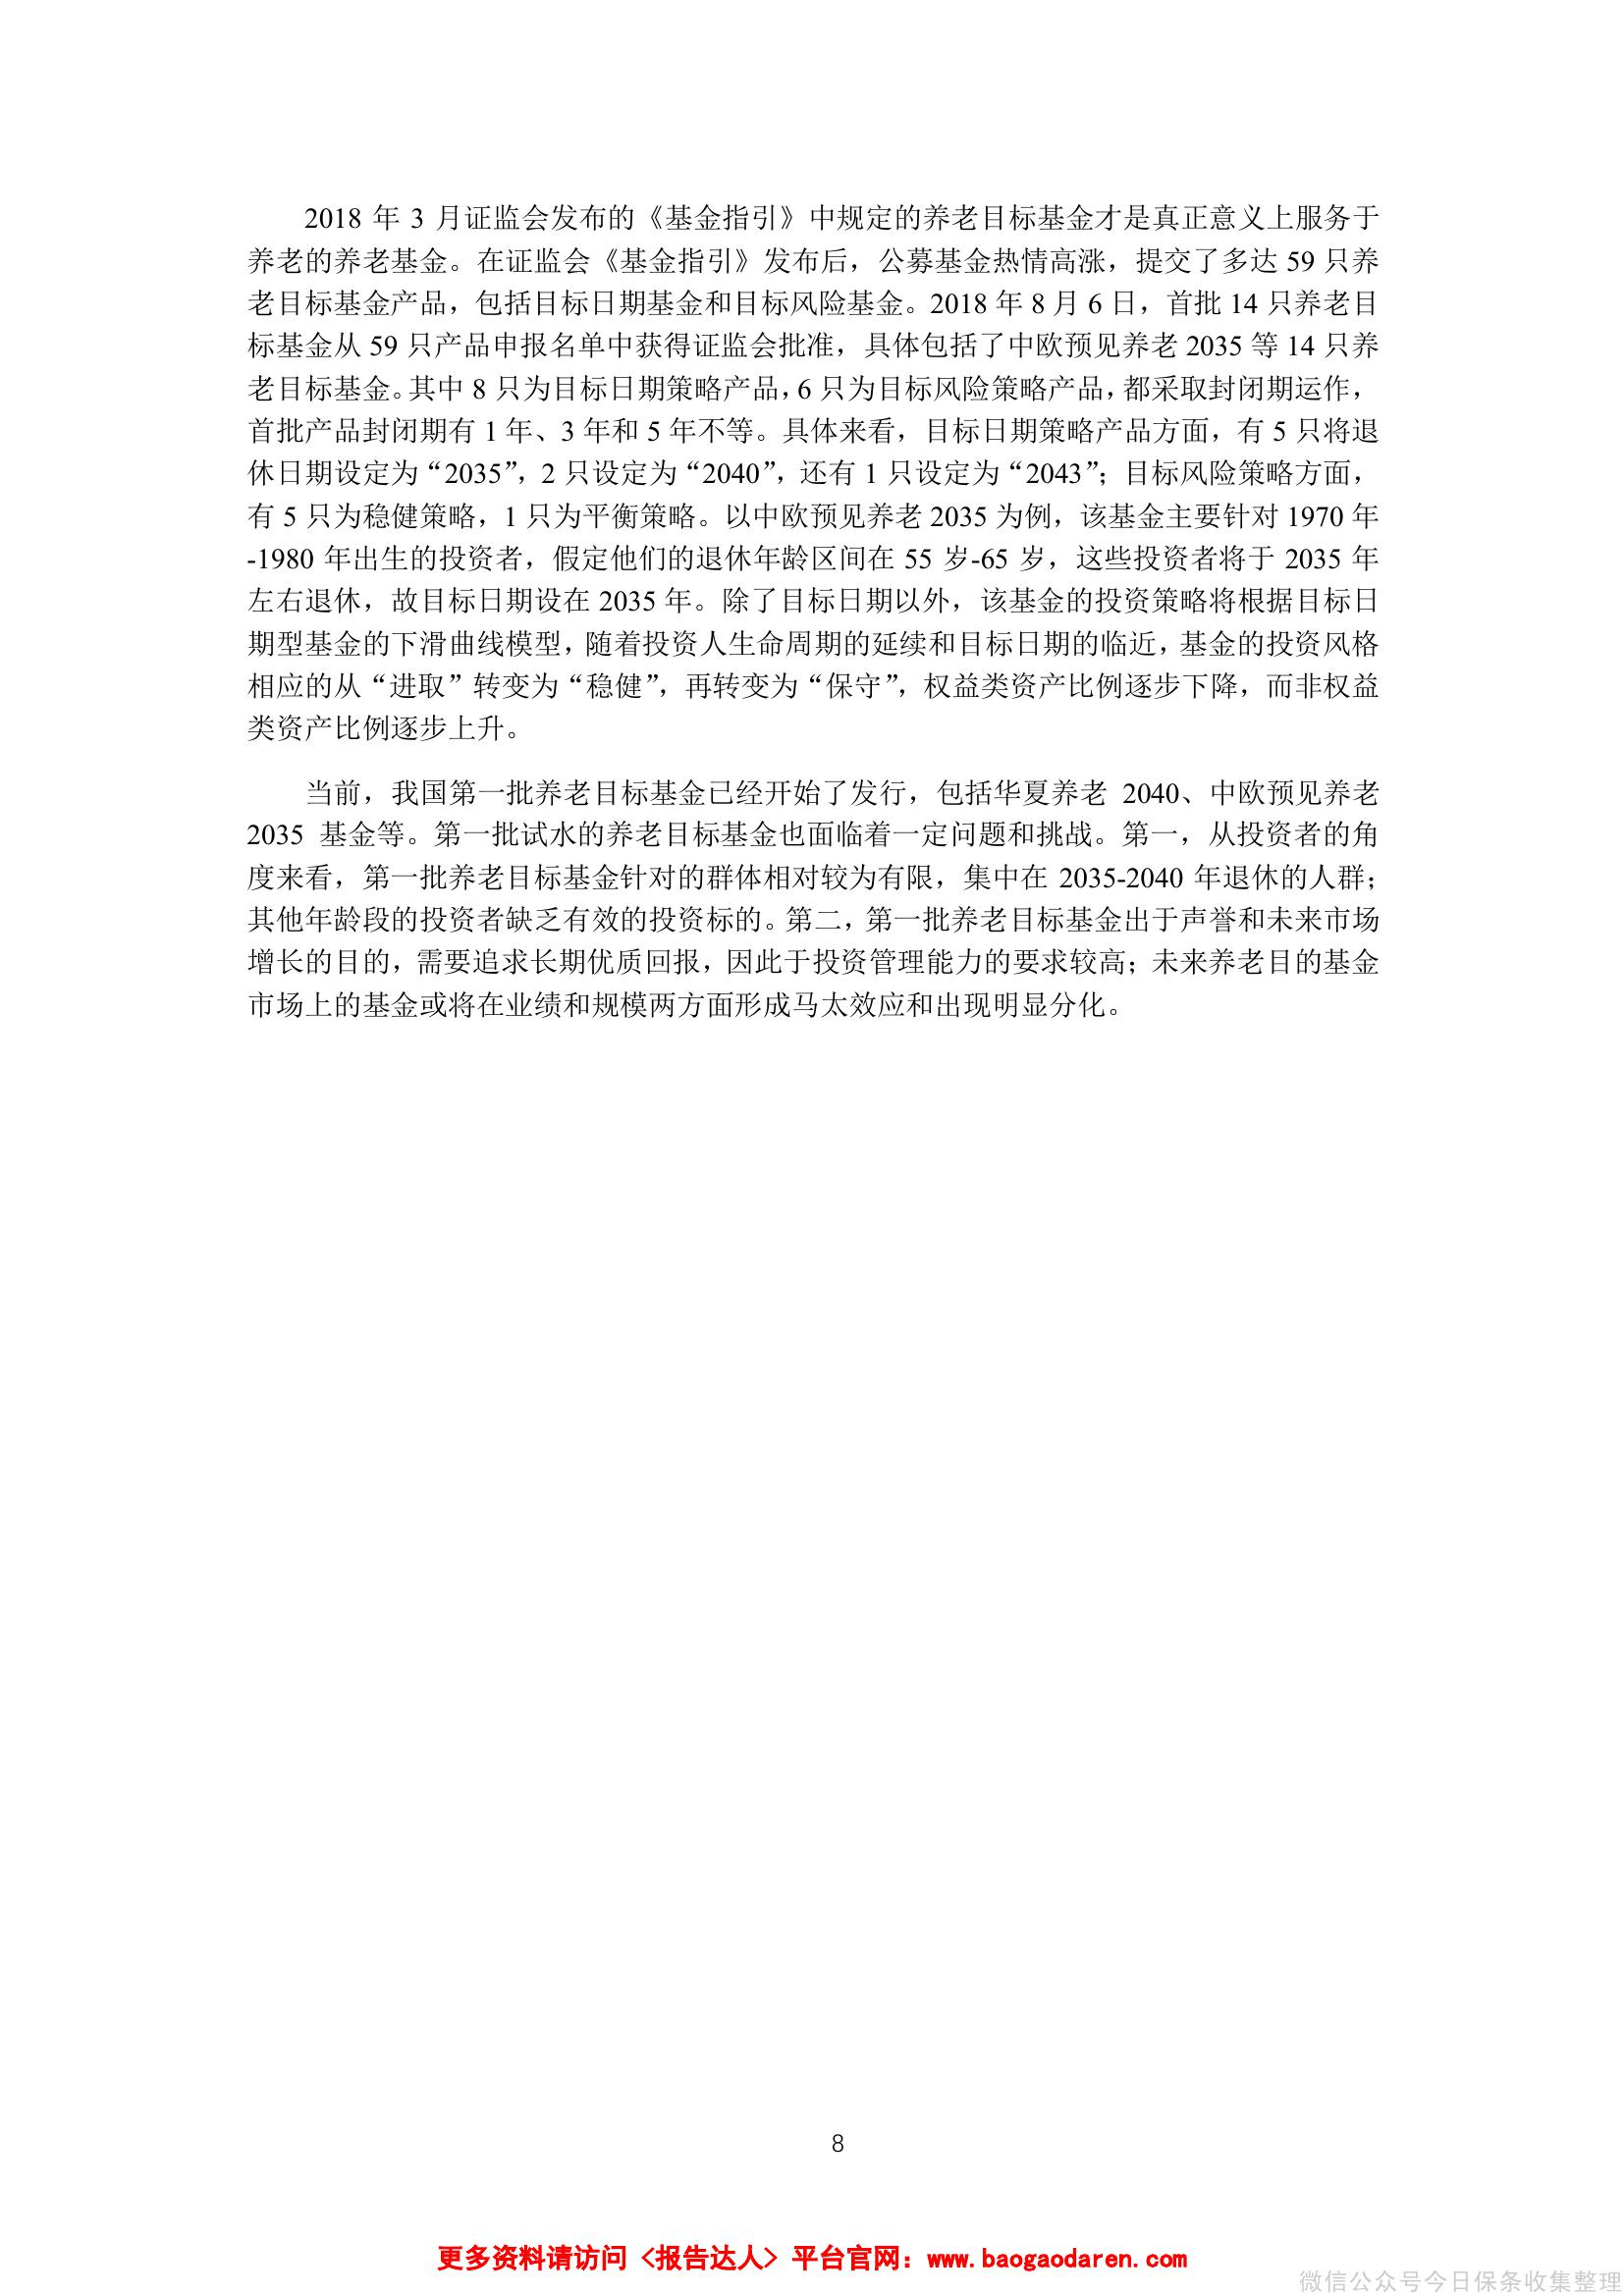 2018 年 3 月证监会发布的《基金指引》中规定的养老目标基金才是真正意义上服务于
养老的养老基金。在证监会《基金指引》发布后，公募基金热情高涨，提交了多达 59 只养
老目标基金产品，包括目标日期基金和目标风险基金。2018 年 8 月 6 日，首批 14 只养老目
标基金从 59 只产品申报名单中获得证监会批准，具体包括了中欧预见养老 2035 等 14 只养
老目标基金。其中 8 只为目标日期策略产品，6 只为目标风险策略产品，都采取封闭期运作，
首批产品封闭期有 1 年、3 年和 5 年不等。具体来看，目标日期策略产品方面，有 5 只将退
休日期设定为“2035”，2 只设定为“2040”，还有 1 只设定为“2043”；目标风险策略方面，
有 5 只为稳健策略，1 只为平衡策略。以中欧预见养老 2035 为例，该基金主要针对 1970 年
-1980 年出生的投资者，假定他们的退休年龄区间在 55 岁-65 岁，这些投资者将于 2035 年
左右退休，故目标日期设在 2035 年。除了目标日期以外，该基金的投资策略将根据目标日
期型基金的下滑曲线模型，随着投资人生命周期的延续和目标日期的临近，基金的投资风格
相应的从“进取”转变为“稳健”，再转变为“保守”，权益类资产比例逐步下降，而非权益
类资产比例逐步上升。
当前，我国第一批养老目标基金已经开始了发行，包括华夏养老 2040、中欧预见养老
2035 基金等。第一批试水的养老目标基金也面临着一定问题和挑战。第一，从投资者的角
度来看，第一批养老目标基金针对的群体相对较为有限，集中在 2035-2040 年退休的人群；
其他年龄段的投资者缺乏有效的投资标的。第二，第一批养老目标基金出于声誉和未来市场
增长的目的，需要追求长期优质回报，因此于投资管理能力的要求较高；未来养老目的基金
市场上的基金或将在业绩和规模两方面形成马太效应和出现明显分化。
8
更多资料请访问<报告达人>平台官网：www.baogaodaren.com
微信公众号今日保条收集整理